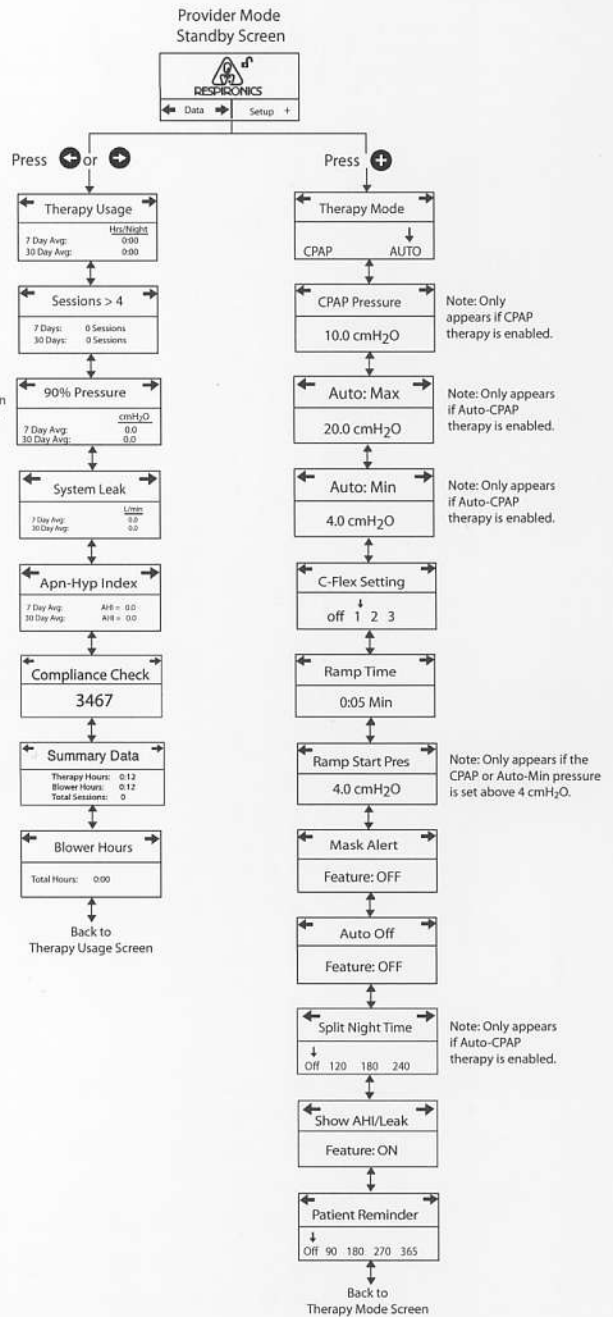 Provider Mode
Standby Screen
RESPIRONICS
Data Setup +
Press or
Therapy Usage
Hrs/Night
7 Day Avg: 0:00
30 Day Avg: 0:00
Sessions > 4
7 Days: 0 Sessions
30 Days: 0 Sessions
n
90% Pressure
cmH2O
7 Day Avg: 0.0
30 Day Avg: 0.0
System Leak
L/min
7 Day Avg: 0.0
30 Day Avg: 0.0
Apn-Hyp Index
7 Day Avg: AHI = 0.0
30 Day Avg: AHI = 0.0
Compliance Check
3467
Summary Data
Therapy Hours: 0:12
Blower Hours: 0:12
Total Sessions: 0
Blower Hours
Total Hours: 0:00
Back to
Therapy Usage Screen
Press +
Therapy Mode
CPAP AUTO
CPAP Pressure
10.0 cmH2O
Note: Only
appears if CPAP
therapy is enabled.
Auto: Max
20.0 cmH2O
Note: Only appears
if Auto-CPAP
therapy is enabled.
Auto: Min
4.0 cmH2O
Note: Only appears
if Auto-CPAP
therapy is enabled.
C-Flex Setting
off 1 2 3
Ramp Time
0:05 Min
Ramp Start Pres
4.0 cmH2O
Note: Only appears if the
CPAP or Auto-Min pressure
is set above 4 cmH2O.
Mask Alert
Feature: OFF
Auto Off
Feature: OFF
Split Night Time
Off 120 180 240
Note: Only appears
if Auto-CPAP
therapy is enabled.
Show AHI/Leak
Feature: ON
Patient Reminder
Off 90 180 270 365
Back to
Therapy Mode Screen